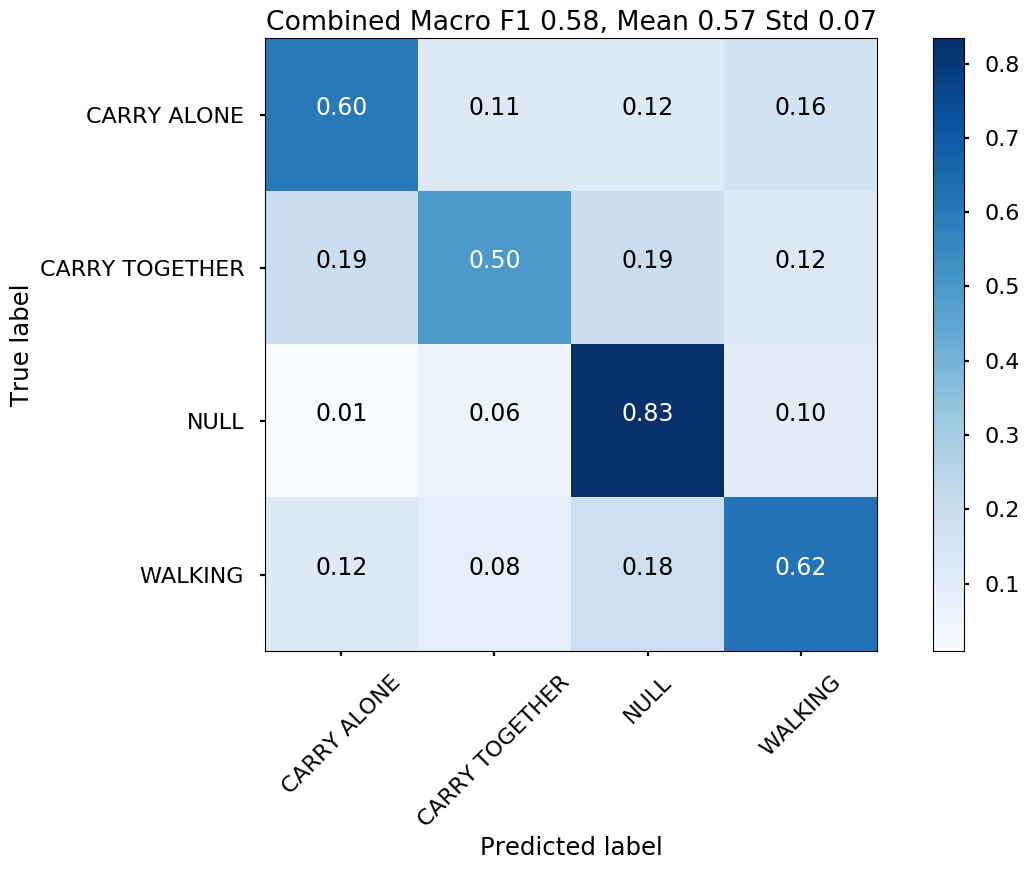 Combined Macro F1 0.58, Mean 0.57 Std 0.07
True label
CARRY ALONE 0.60 0.11 0.12 0.16
CARRY TOGETHER 0.19 0.50 0.19 0.12
NULL 0.01 0.06 0.83 0.10
WALKING 0.12 0.08 0.18 0.62
CARRY ALONE
CARRY TOGETHER
NULL
WALKING
Predicted label
0.8
0.7
0.6
0.5
0.4
0.3
0.2
0.1